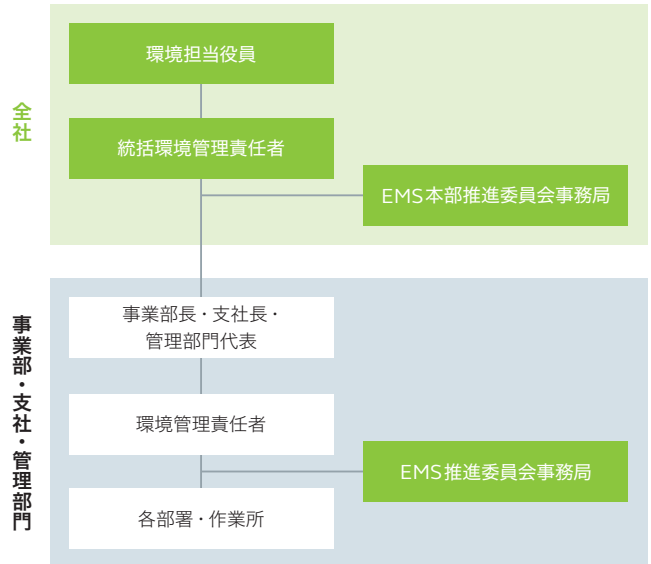 全社
環境担当役員
統括環境管理責任者
EMS本部推進委員会事務局
事業部・支社・管理部門
事業部長・支社長・
管理部門代表
環境管理責任者
EMS推進委員会事務局
各部署・作業所